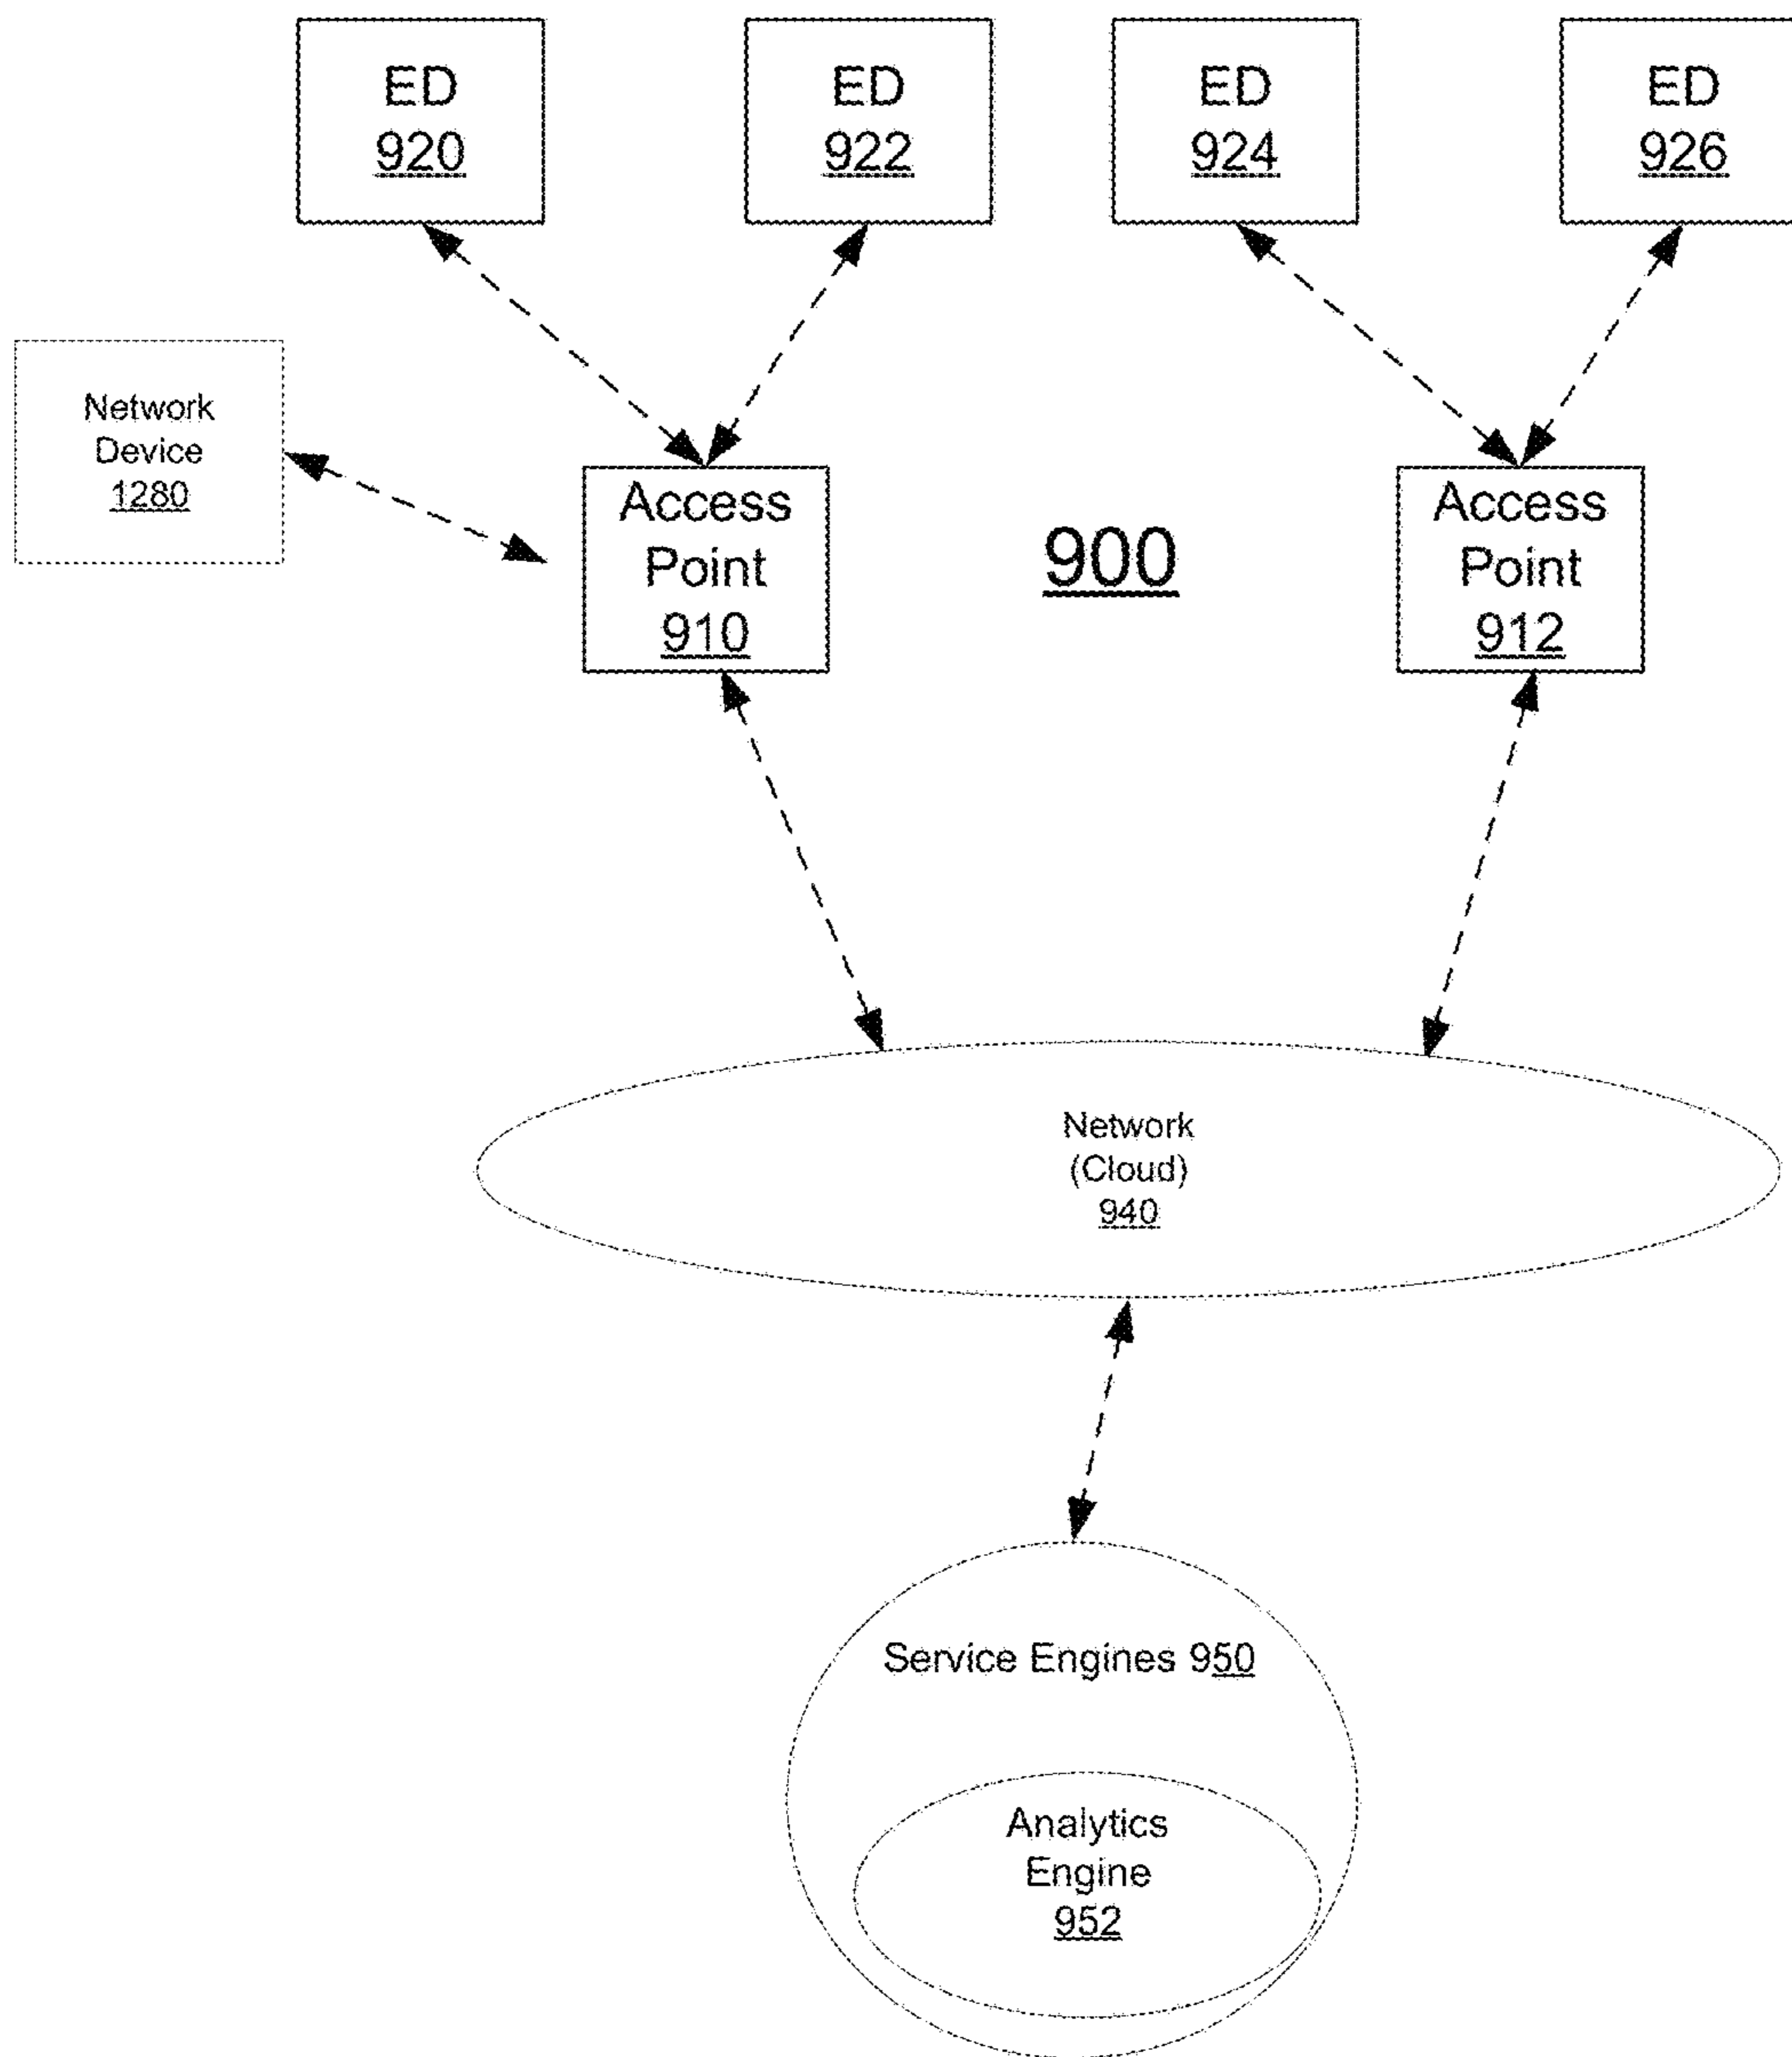 ED
920
ED
922
ED
924
ED
926
Network
Device
1280
Access
Point
910
900
Access
Point
912
Network
(Cloud)
940
Service Engines 950
Analytics
Engine
952